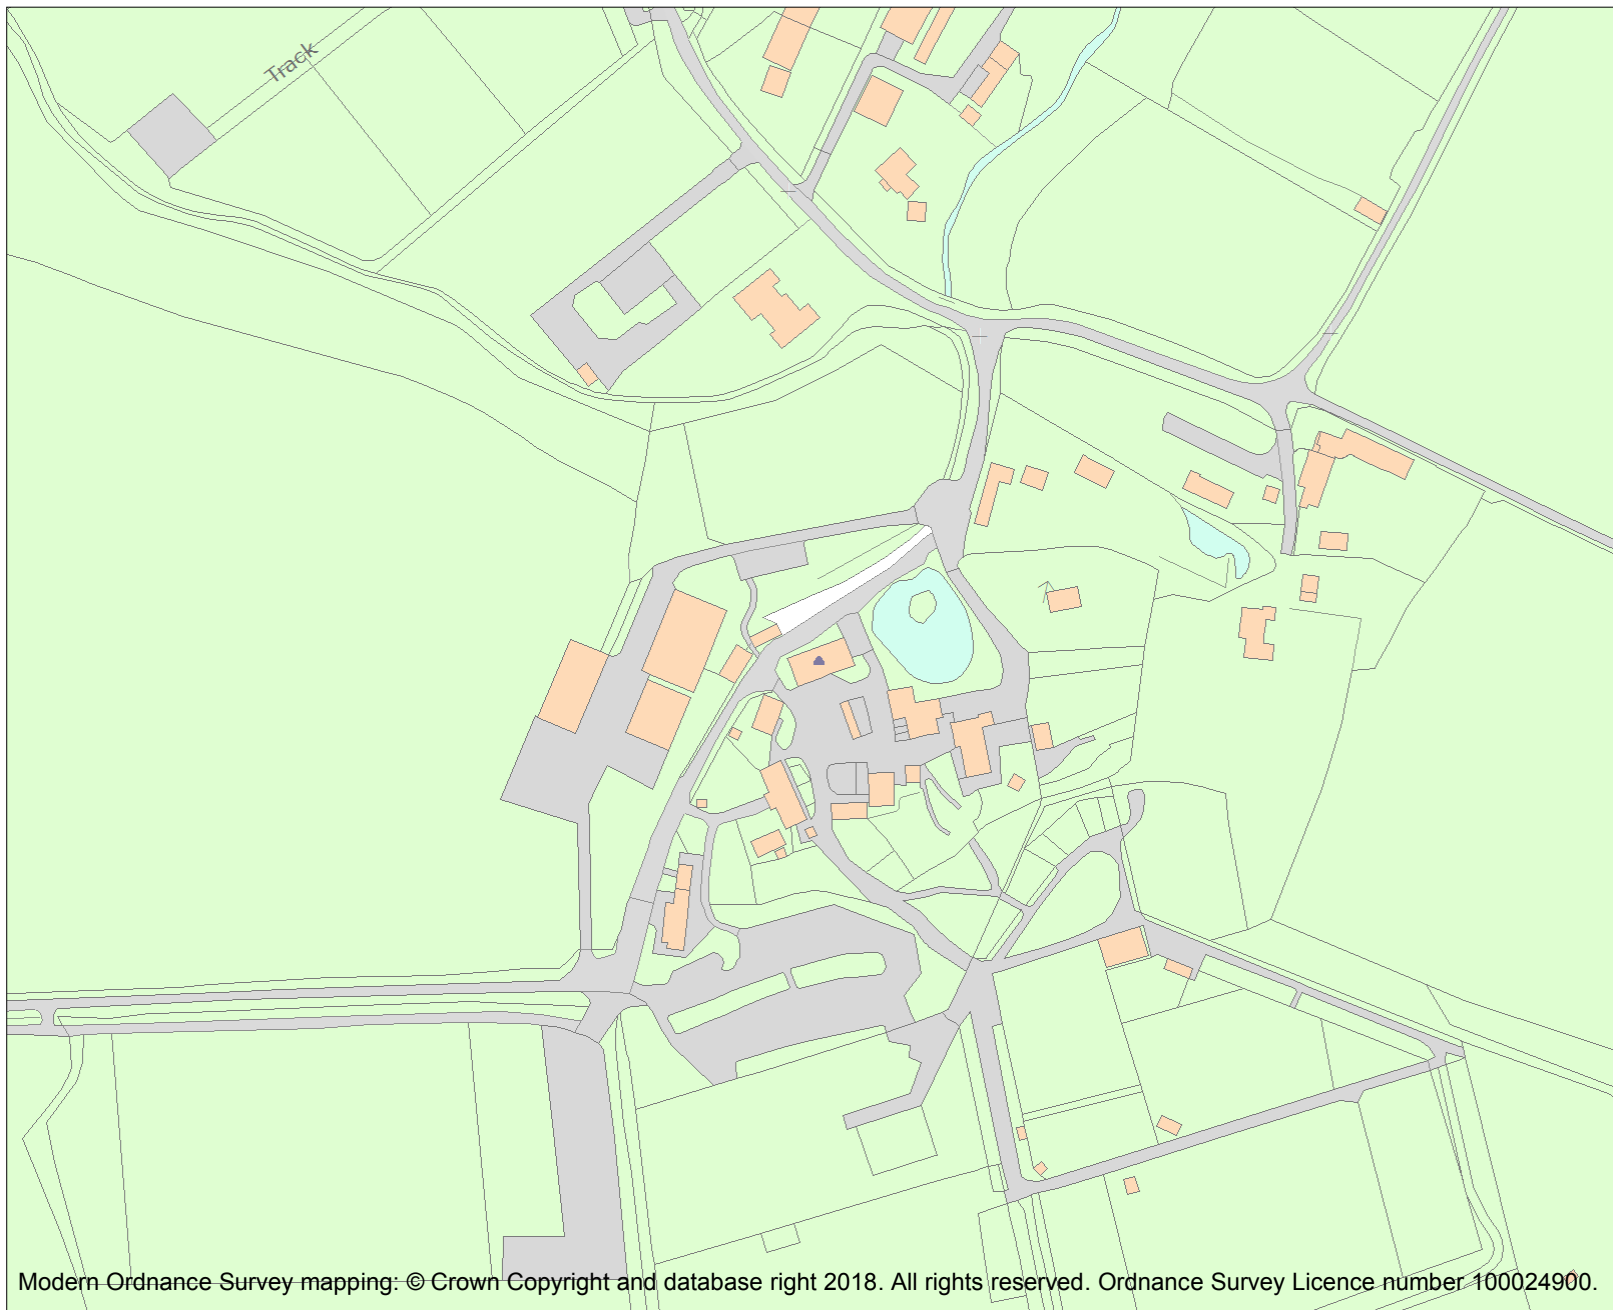 Track
Modern Ordnance Survey mapping: © Crown Copyright and database right 2018. All rights reserved. Ordnance Survey Licence number 100024900.